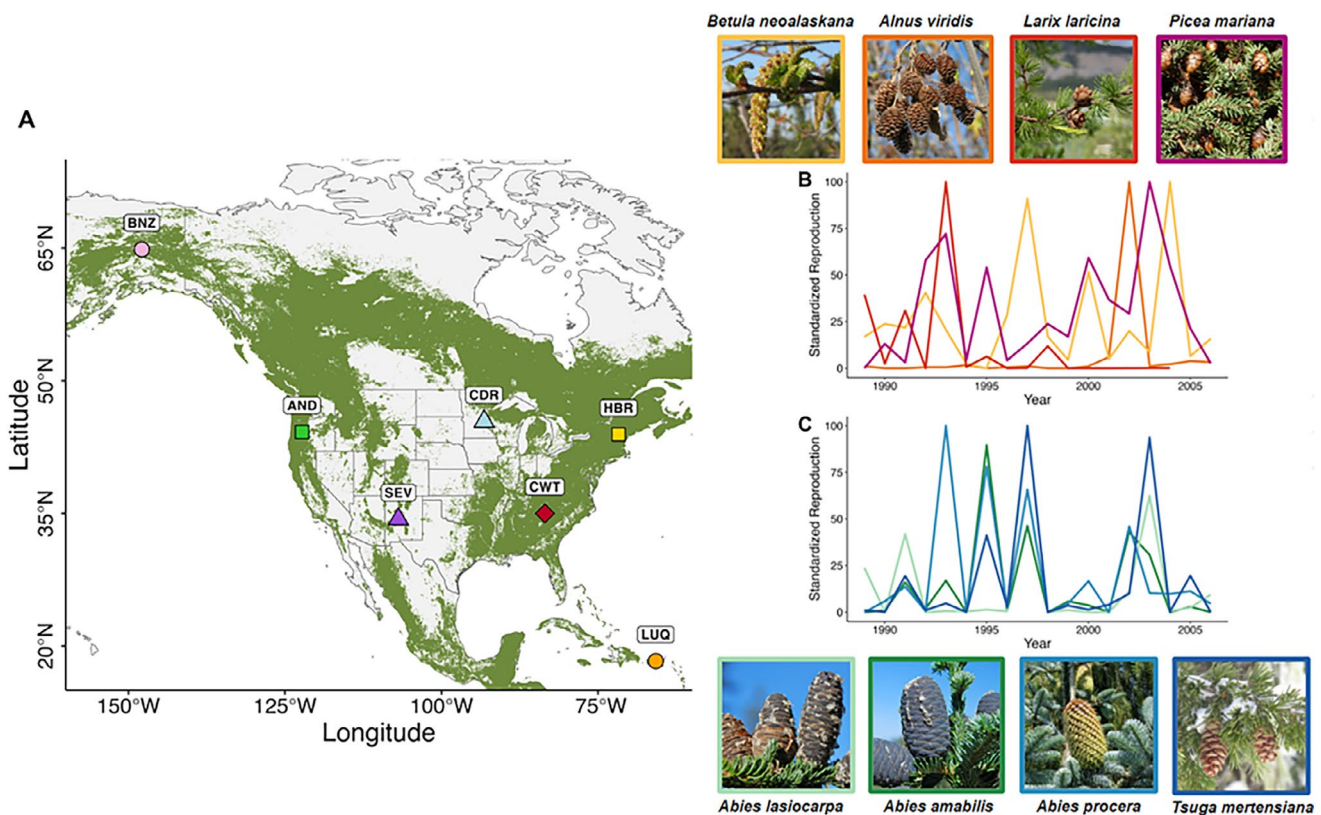 Betula neoalaskana
Alnus viridis
Larix laricina
Picea mariana
A
65°N
50°N
35°N
20°N
Latitude
150°W
125°W
100°W
75°W
Longitude
BNZ
AND
CDR
HBR
SEV
CWT
LUQ
B
Standardized Reproduction
100
75
50
25
0
1990
1995
2000
2005
Year
C
Standardized Reproduction
100
75
50
25
0
1990
1995
2000
2005
Year
Abies lasiocarpa
Abies amabilis
Abies procera
Tsuga mertensiana